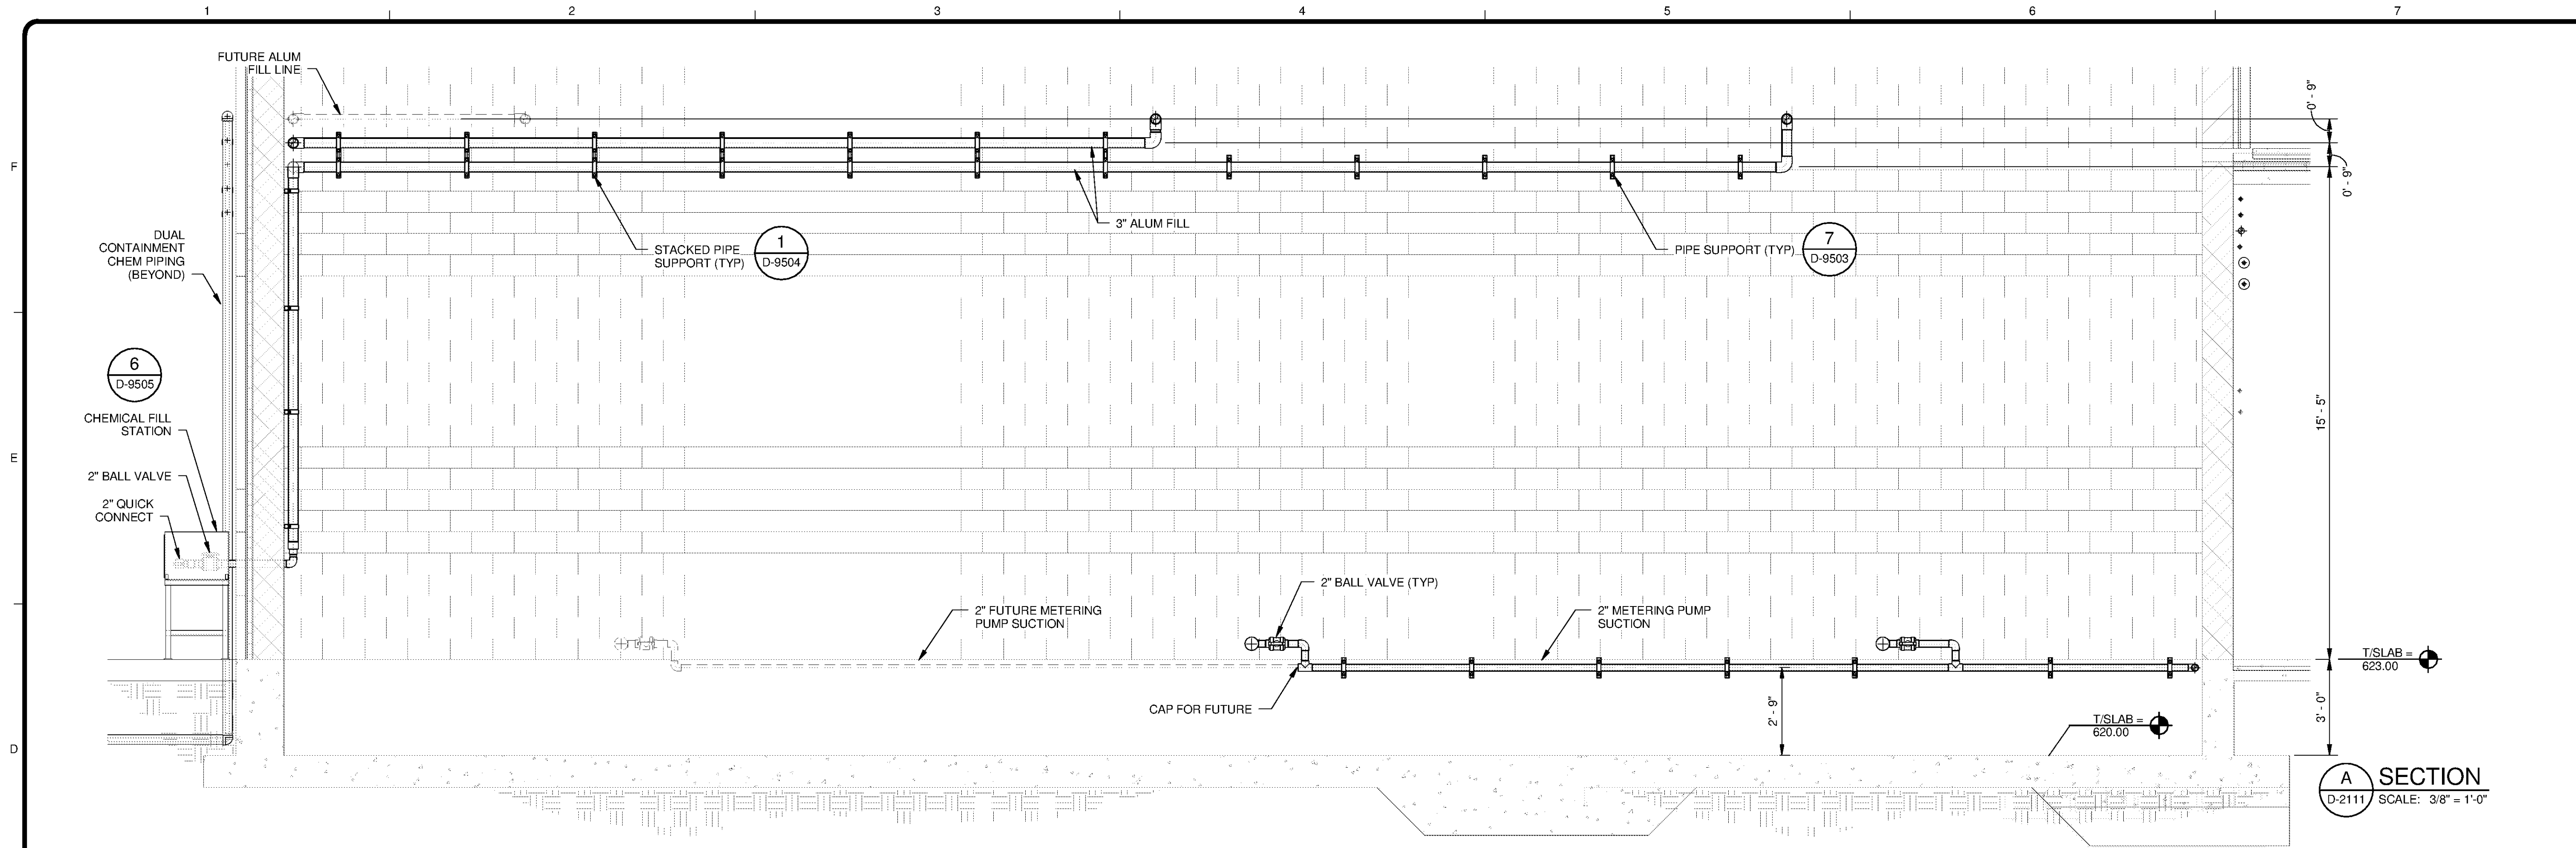 1 2 3 4 5 6 7
FUTURE ALUM
FILL LINE
0' - 9"
F
0' - 9"
3" ALUM FILL
DUAL
CONTAINMENT
CHEM PIPING
(BEYOND)
STACKED PIPE
SUPPORT (TYP)
1
D-9504
PIPE SUPPORT (TYP)
7
D-9503
6
D-9505
15' - 5"
CHEMICAL FILL
STATION
E
2" BALL VALVE
2" QUICK
CONNECT
2" BALL VALVE (TYP)
2" FUTURE METERING
PUMP SUCTION
2" METERING PUMP
SUCTION
T/SLAB =
623.00
CAP FOR FUTURE
2' - 9"
3' - 0"
T/SLAB =
620.00
D
A
D-2111
SECTION
SCALE: 3/8" = 1'-0"